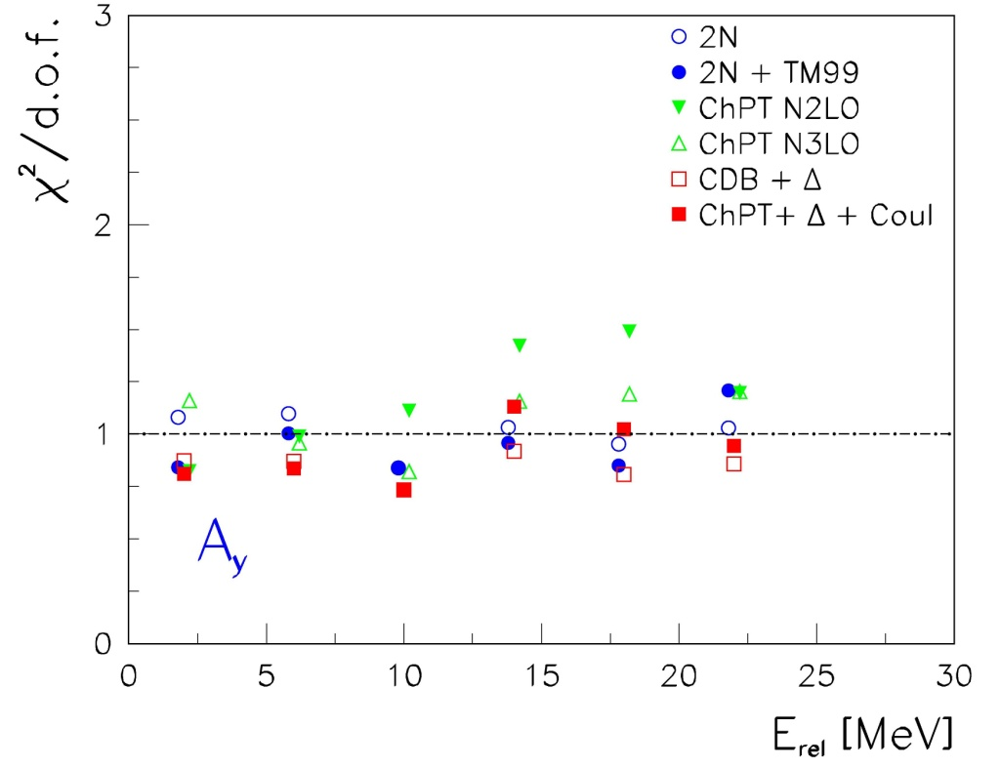 χ²/d.o.f.
3
2
1
0
2N
2N + TM99
ChPT N2LO
ChPT N3LO
CDB + Δ
ChPT+ Δ + Coul
Ay
0 5 10 15 20 25 30
Erel [MeV]